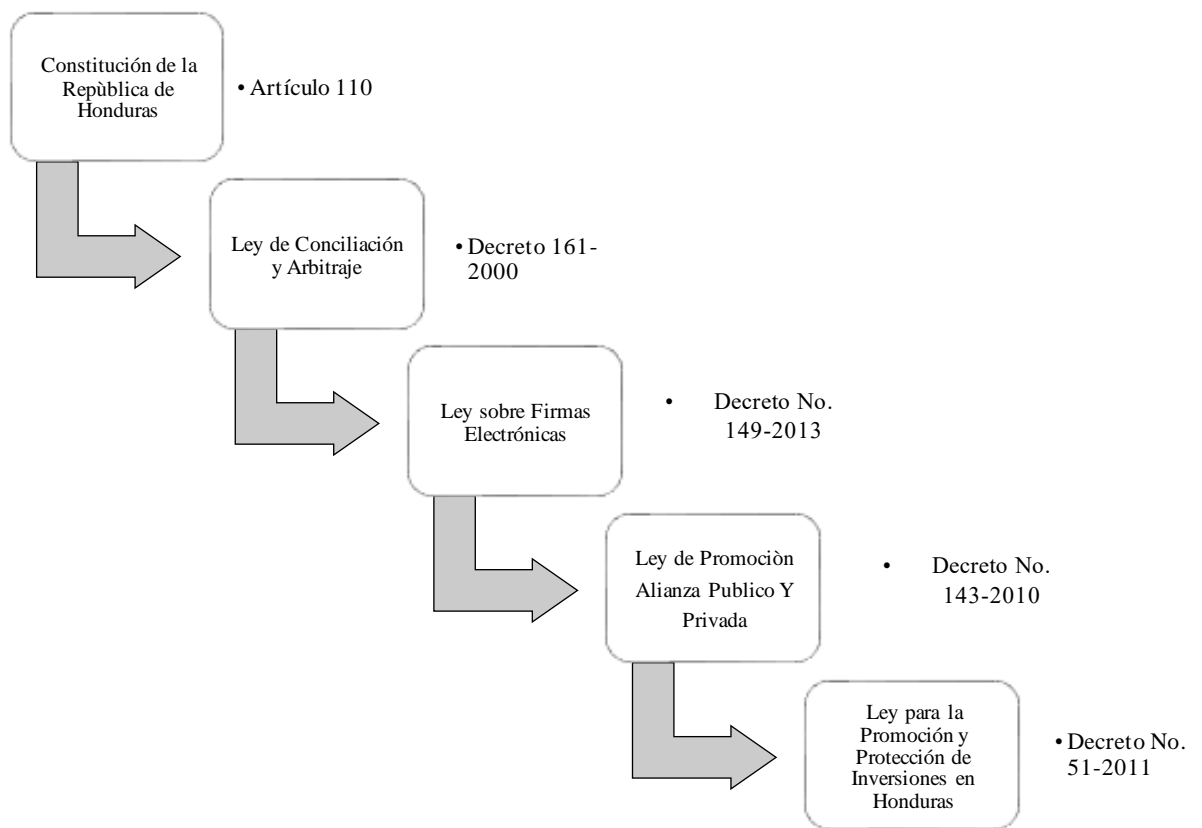 Constitución de la
Repùblica de
Honduras
• Artículo 110
Ley de Conciliación
y Arbitraje
• Decreto 161-
2000
Ley sobre Firmas
Electrónicas
• Decreto No.
149-2013
Ley de Promociòn
Alianza Publico Y
Privada
• Decreto No.
143-2010
Ley para la
Promoción y
Protección de
Inversiones en
Honduras
• Decreto No.
51-2011